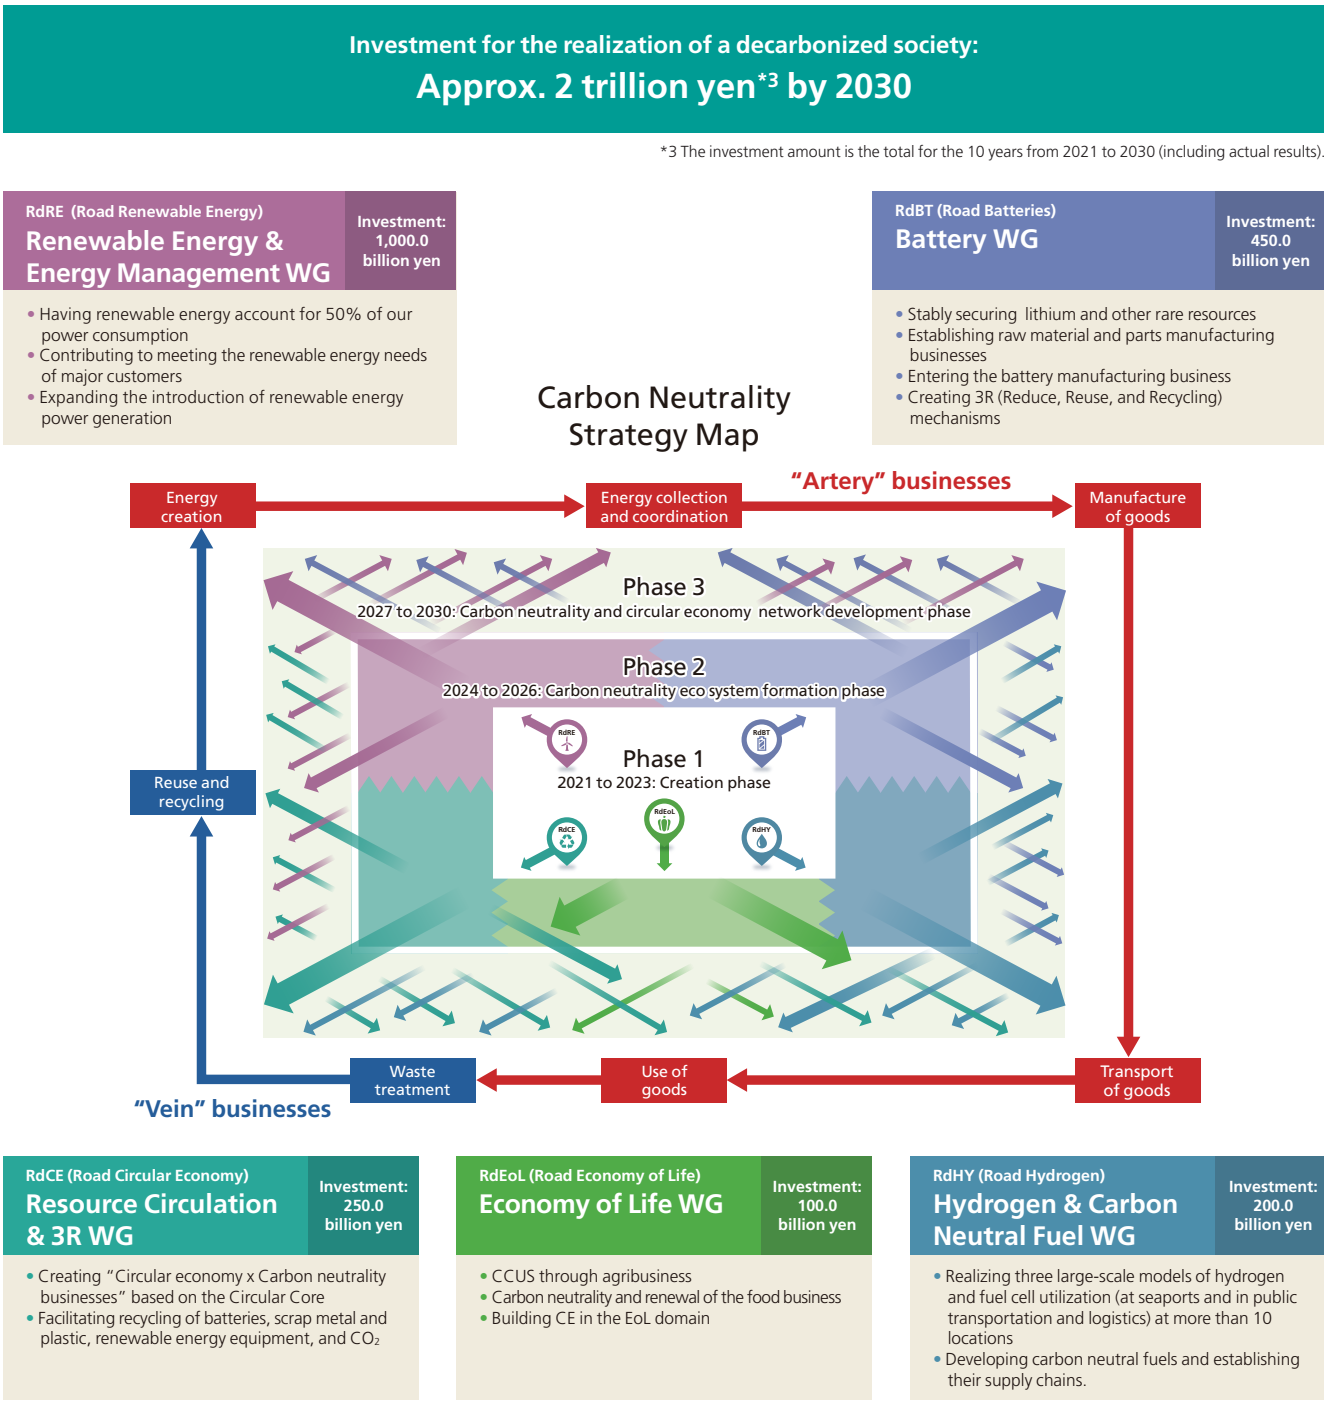 Investment for the realization of a decarbonized society:
Approx. 2 trillion yen*3 by 2030
*3 The investment amount is the total for the 10 years from 2021 to 2030 (including actual results).
RdRE (Road Renewable Energy)
Renewable Energy &
Energy Management WG
Investment:
1,000.0
billion yen
• Having renewable energy account for 50% of our
power consumption
• Contributing to meeting the renewable energy needs
of major customers
• Expanding the introduction of renewable energy
power generation
RdBT (Road Batteries)
Battery WG
Investment:
450.0
billion yen
• Stably securing lithium and other rare resources
• Establishing raw material and parts manufacturing
businesses
• Entering the battery manufacturing business
• Creating 3R (Reduce, Reuse, and Recycling)
mechanisms
Carbon Neutrality
Strategy Map
“Artery” businesses
Energy
creation
Energy collection
and coordination
Manufacture
of goods
Phase 3
2027 to 2030: Carbon neutrality and circular economy network development phase
Phase 2
2024 to 2026: Carbon neutrality eco system formation phase
RdRE
RdBT
Phase 1
2021 to 2023: Creation phase
RdCE
RdEoL
RdHY
Reuse and
recycling
Waste
treatment
Use of
goods
Transport
of goods
“Vein” businesses
RdCE (Road Circular Economy)
Resource Circulation
& 3R WG
Investment:
250.0
billion yen
• Creating “Circular economy x Carbon neutrality
businesses” based on the Circular Core
• Facilitating recycling of batteries, scrap metal and
plastic, renewable energy equipment, and CO₂
RdEoL (Road Economy of Life)
Economy of Life WG
Investment:
100.0
billion yen
• CCUS through agribusiness
• Carbon neutrality and renewal of the food business
• Building CE in the EoL domain
RdHY (Road Hydrogen)
Hydrogen & Carbon
Neutral Fuel WG
Investment:
200.0
billion yen
• Realizing three large-scale models of hydrogen
and fuel cell utilization (at seaports and in public
transportation and logistics) at more than 10
locations
• Developing carbon neutral fuels and establishing
their supply chains.